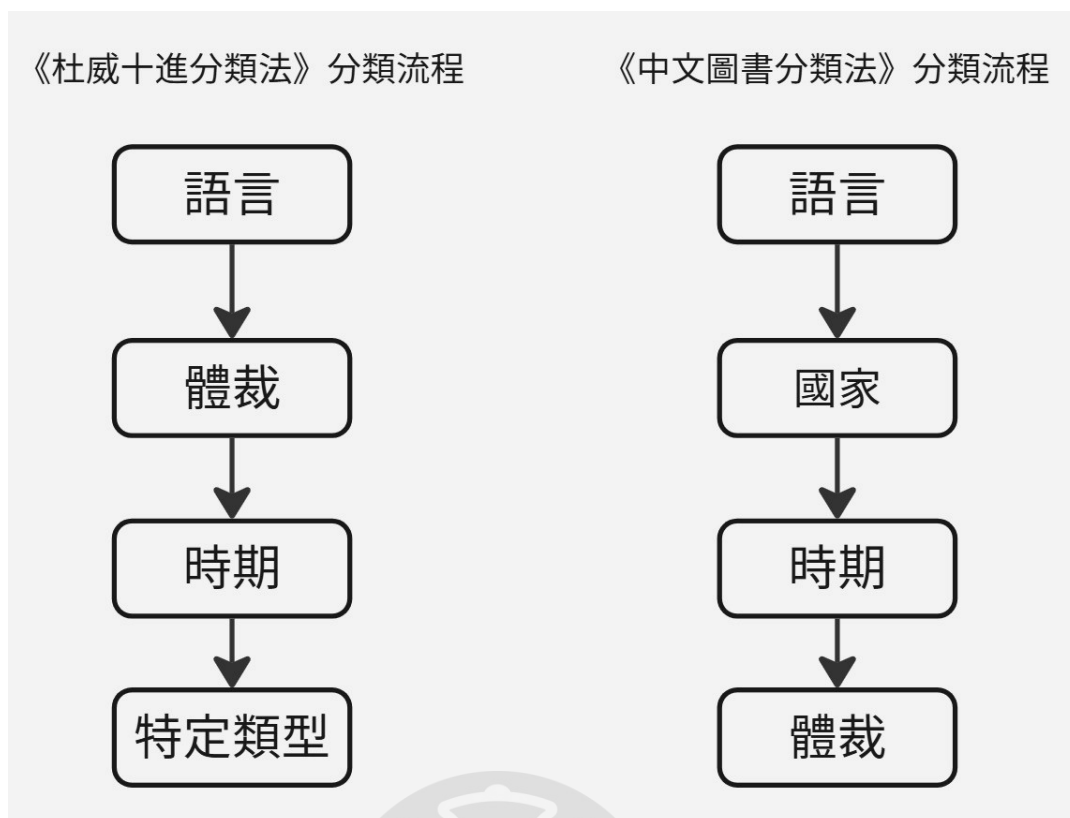 《杜威十進分類法》分類流程
語言
體裁
時期
特定類型
《中文圖書分類法》分類流程
語言
國家
時期
體裁